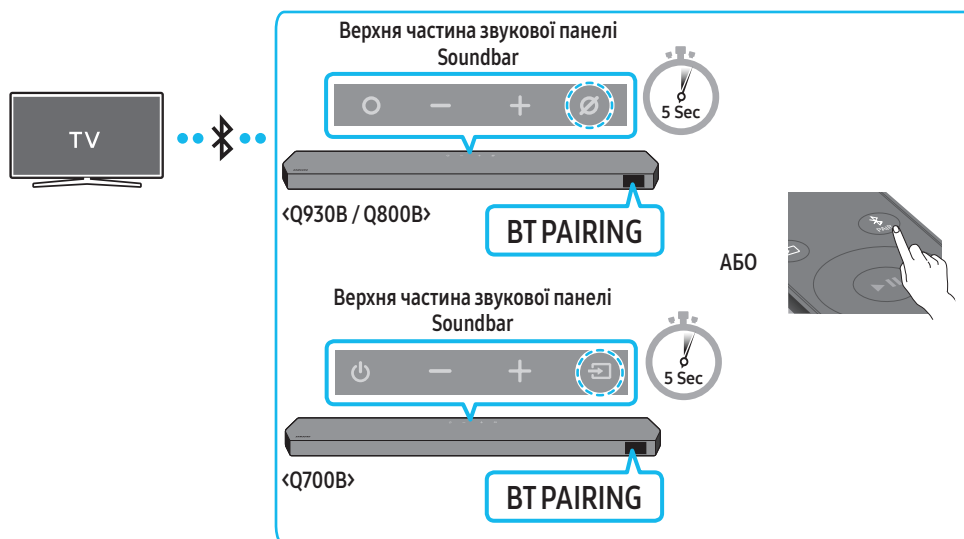 Верхня частина звукової панелі
Soundbar
5 Sec
TV
<Q930B / Q800B>
BT PAIRING
АБО
PAIR
Верхня частина звукової панелі
Soundbar
5 Sec
<Q700B>
BT PAIRING